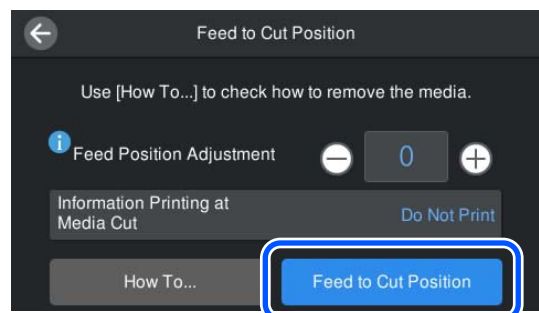 Feed to Cut Position
Use [How To...] to check how to remove the media.
Feed Position Adjustment
0
Information Printing at
Media Cut
Do Not Print
How To...
Feed to Cut Position